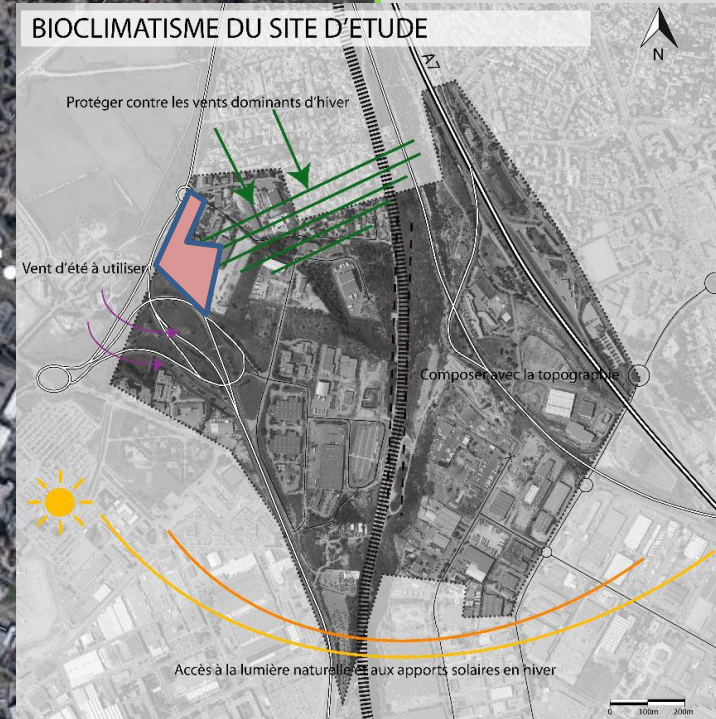 BIOCLIMATISME DU SITE D'ETUDE
A7
N
Protéger contre les vents dominants d'hiver
Vent d'été à utiliser
Composer avec la topographie
Accès à la lumière naturelle et aux apports solaires en hiver
0 100m 200m